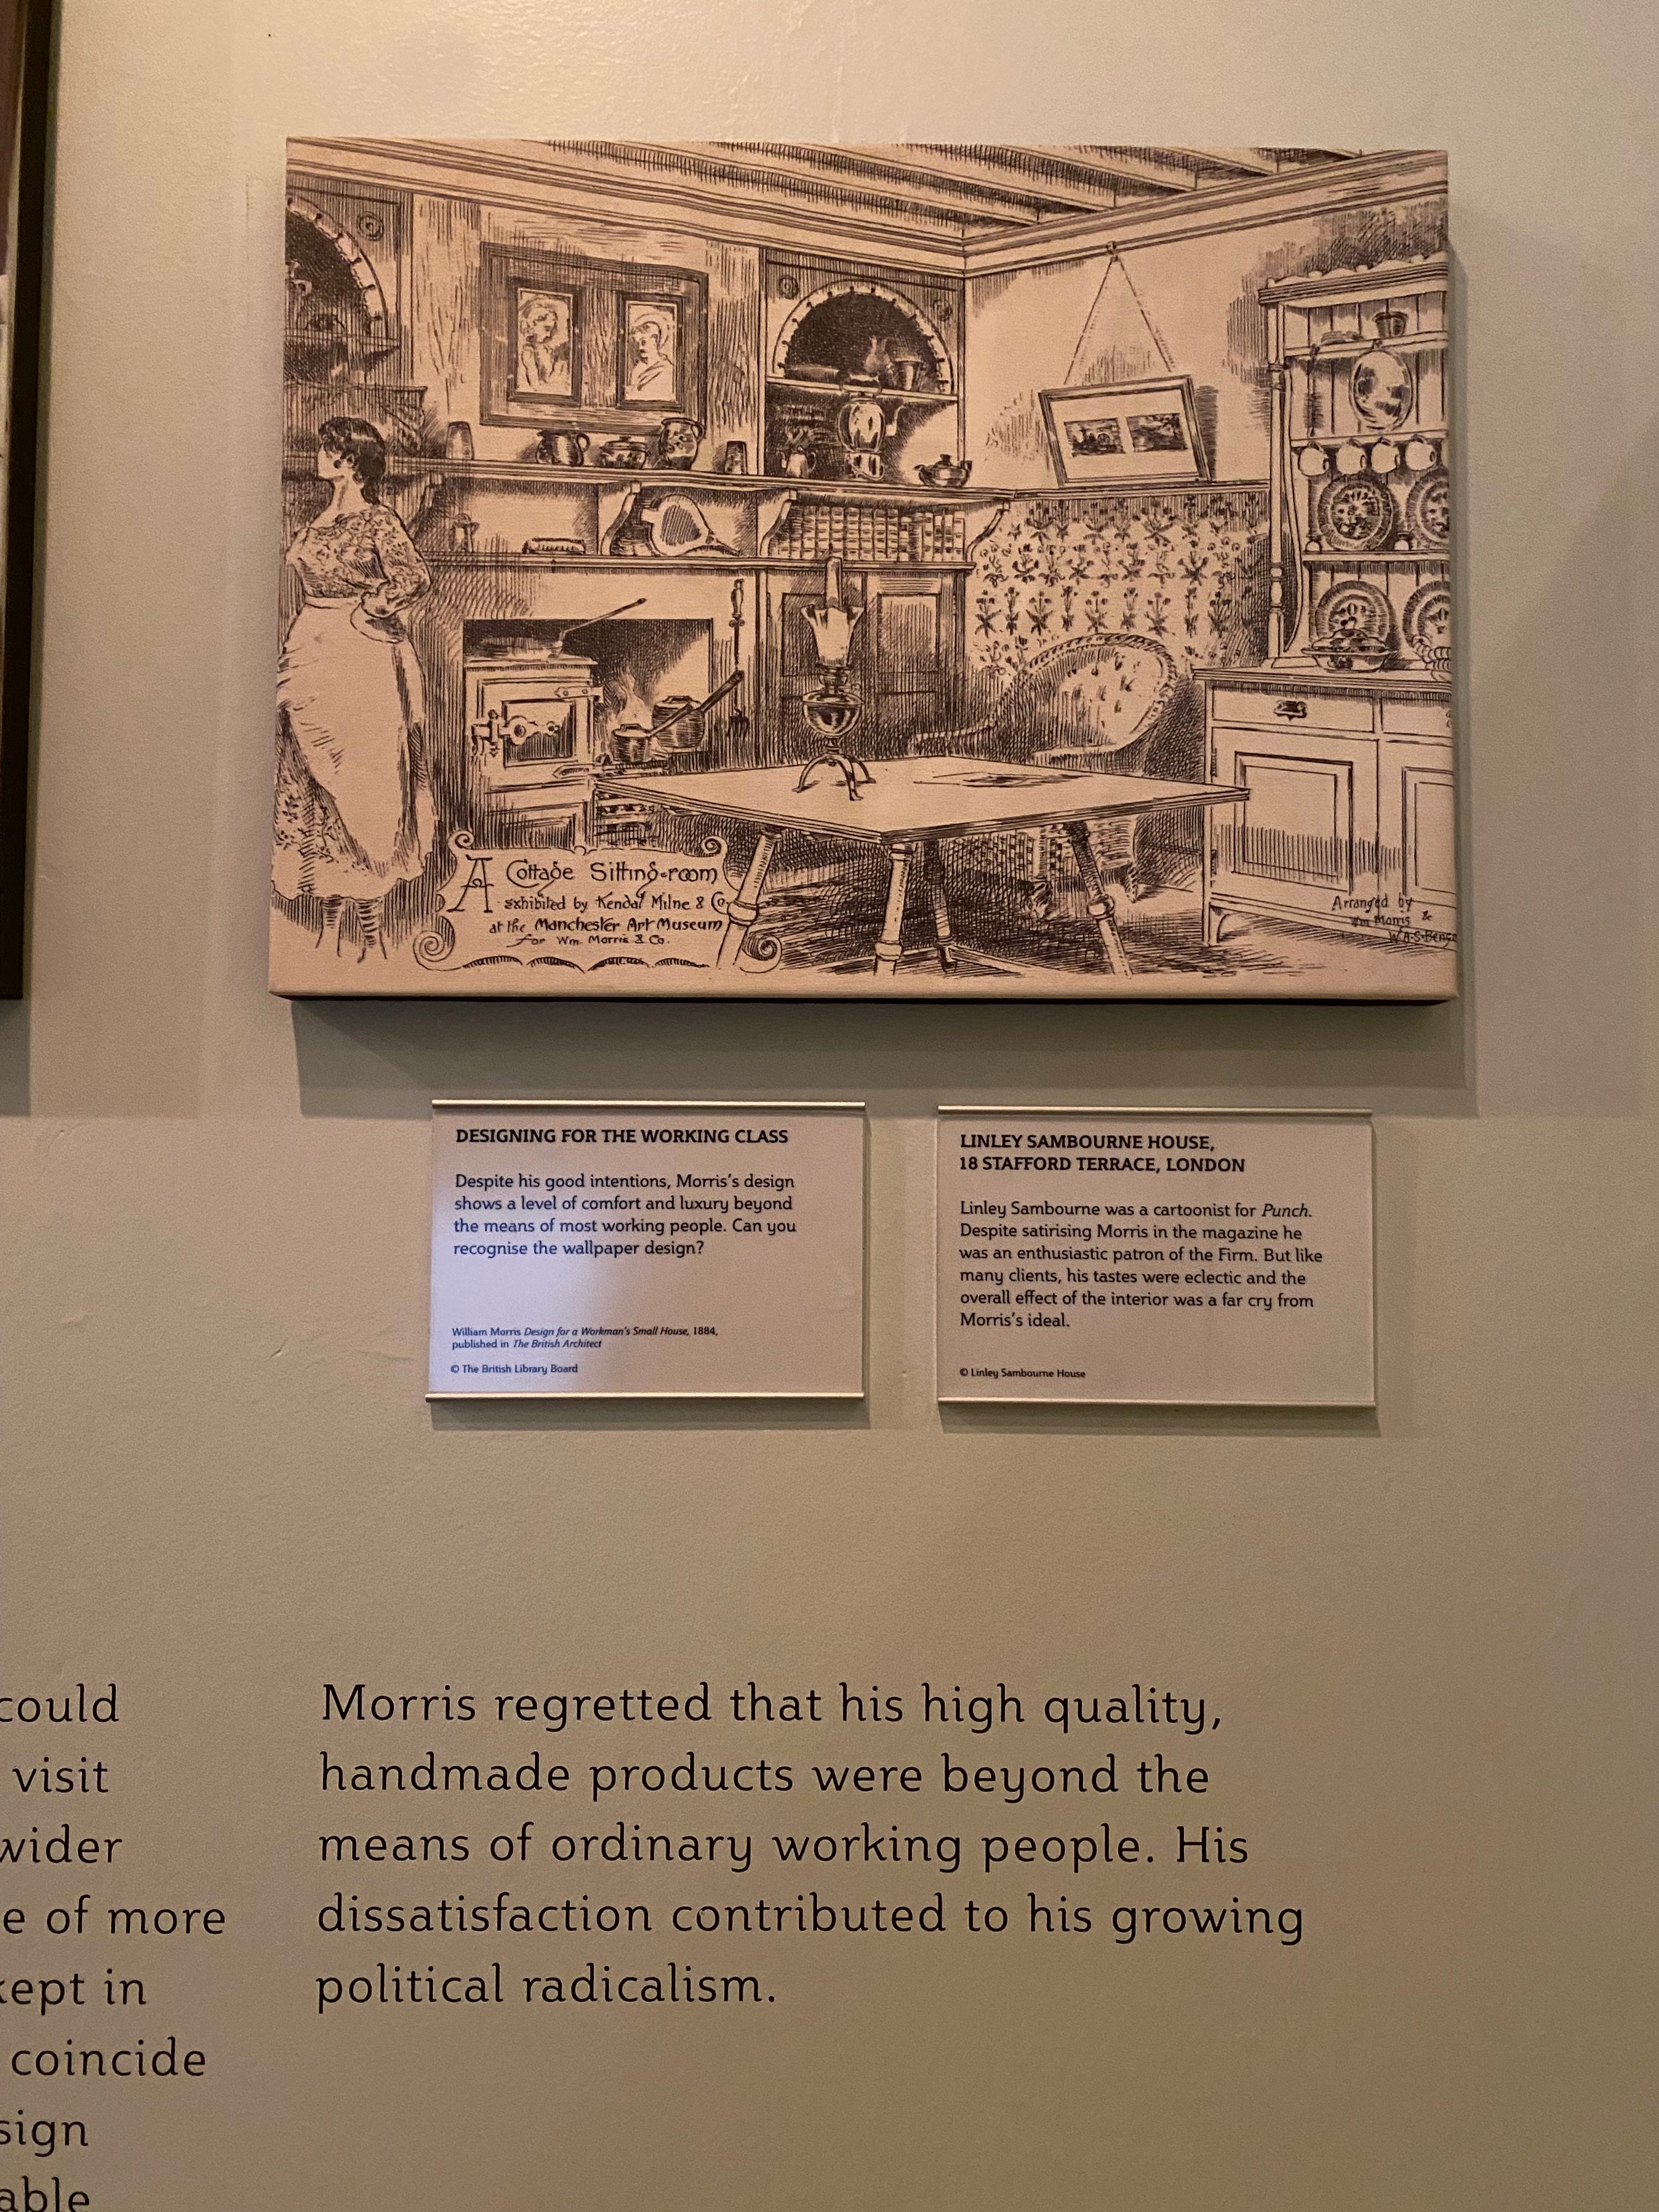 A Cottage Sitting-room
exhibited by Kendal Milne & Co.
at the Manchester Art Museum
for Wm. Morris & Co.
Arranged by
Wm Morris &
W.A.S. Benson
DESIGNING FOR THE WORKING CLASS
Despite his good intentions, Morris's design
shows a level of comfort and luxury beyond
the means of most working people. Can you
recognise the wallpaper design?
William Morris Design for a Workman's Small House, 1884,
published in The British Architect
© The British Library Board
LINLEY SAMBOURNE HOUSE,
18 STAFFORD TERRACE, LONDON
Linley Sambourne was a cartoonist for Punch.
Despite satirising Morris in the magazine he
was an enthusiastic patron of the Firm. But like
many clients, his tastes were eclectic and the
overall effect of the interior was a far cry from
Morris's ideal.
© Linley Sambourne House
could
visit
wider
e of more
kept in
coincide
sign
able
Morris regretted that his high quality,
handmade products were beyond the
means of ordinary working people. His
dissatisfaction contributed to his growing
political radicalism.